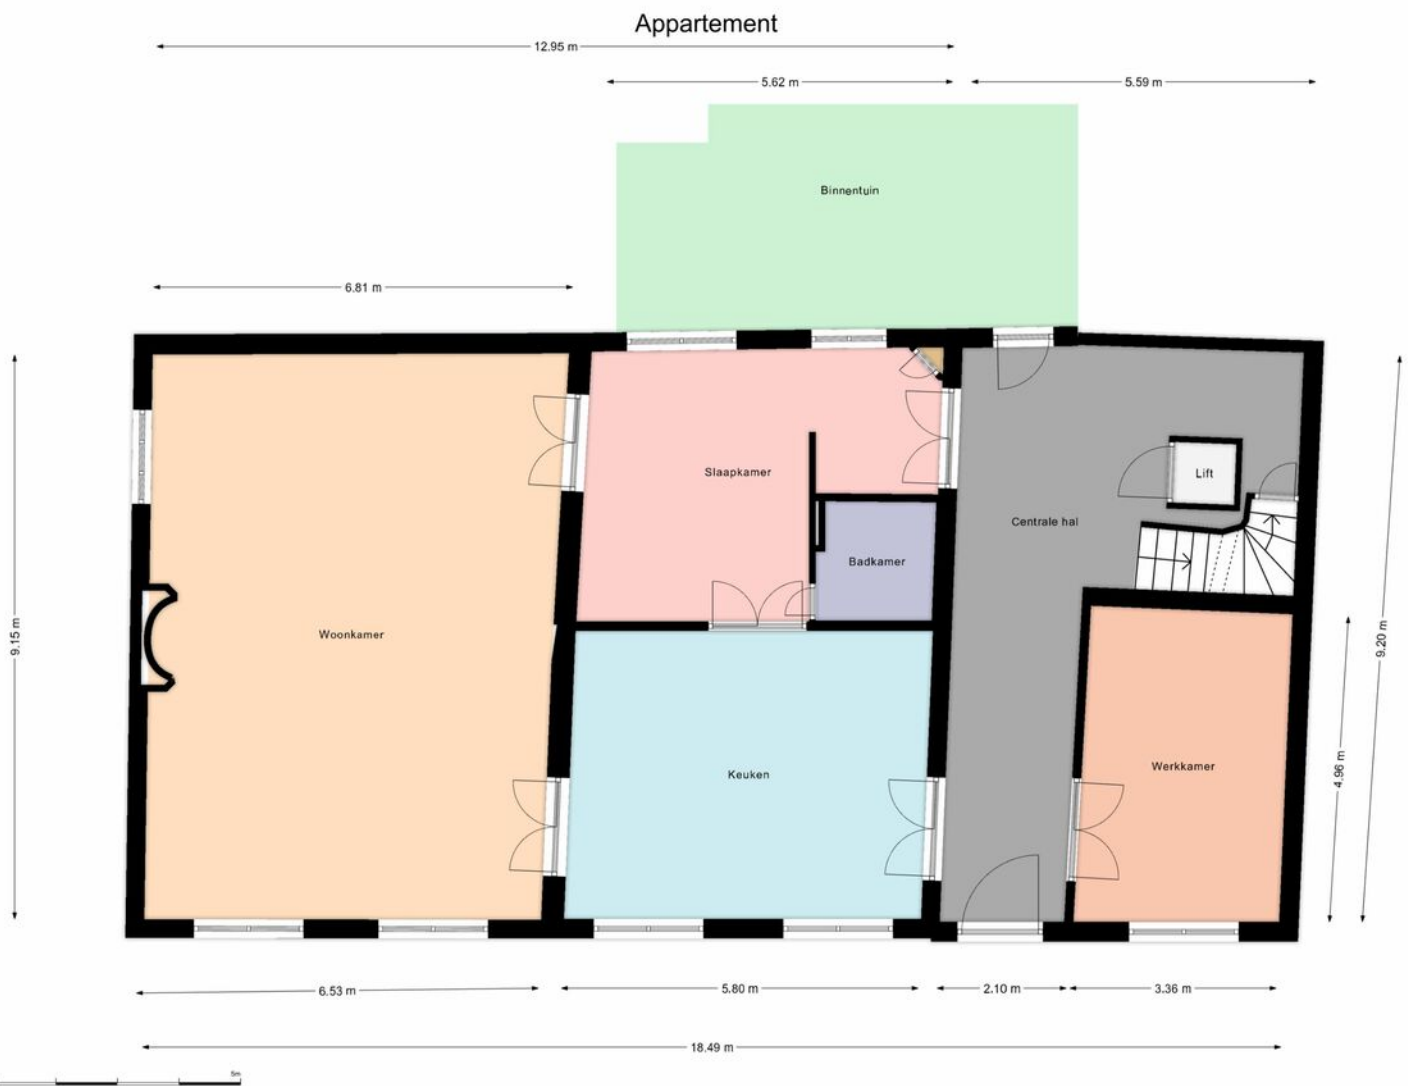 Appartement
12.95 m
5.62 m
5.59 m
Binnentuin
6.81 m
Slaapkamer
Lift
Centrale hal
Badkamer
Woonkamer
9.15 m
9.20 m
Werkkamer
Keuken
4.96 m
6.53 m
5.80 m
2.10 m
3.36 m
18.49 m
5m